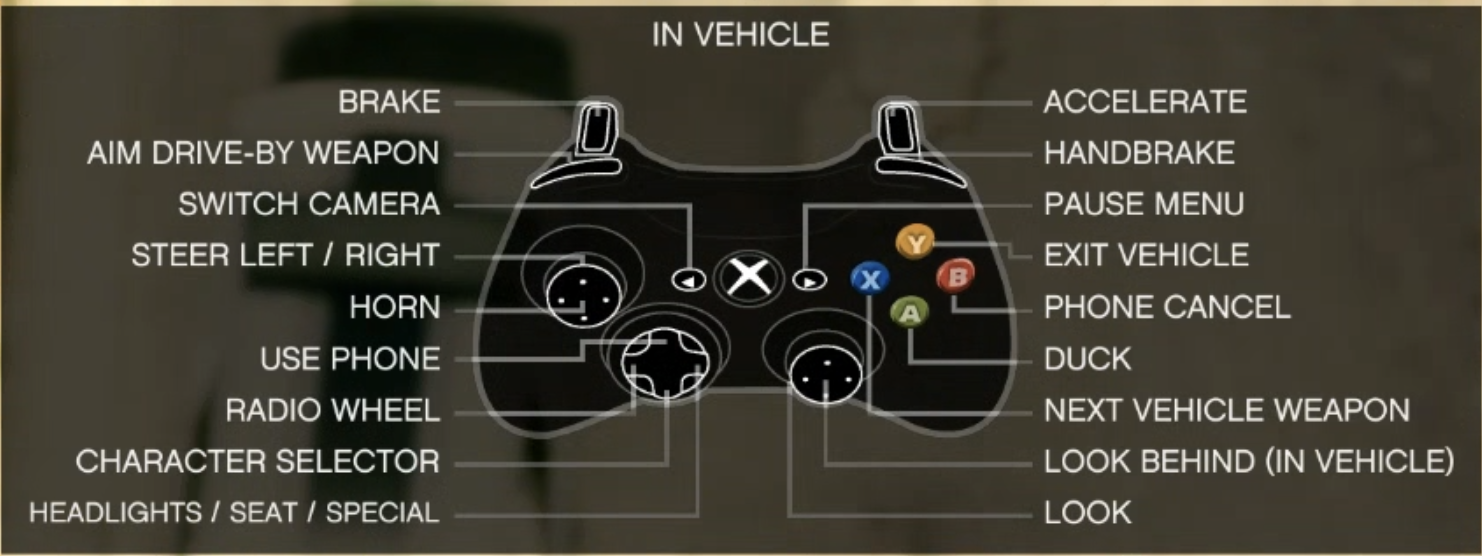 IN VEHICLE
BRAKE
AIM DRIVE-BY WEAPON
SWITCH CAMERA
STEER LEFT / RIGHT
HORN
USE PHONE
RADIO WHEEL
CHARACTER SELECTOR
HEADLIGHTS / SEAT / SPECIAL
Y
X
B
A
ACCELERATE
HANDBRAKE
PAUSE MENU
EXIT VEHICLE
PHONE CANCEL
DUCK
NEXT VEHICLE WEAPON
LOOK BEHIND (IN VEHICLE)
LOOK